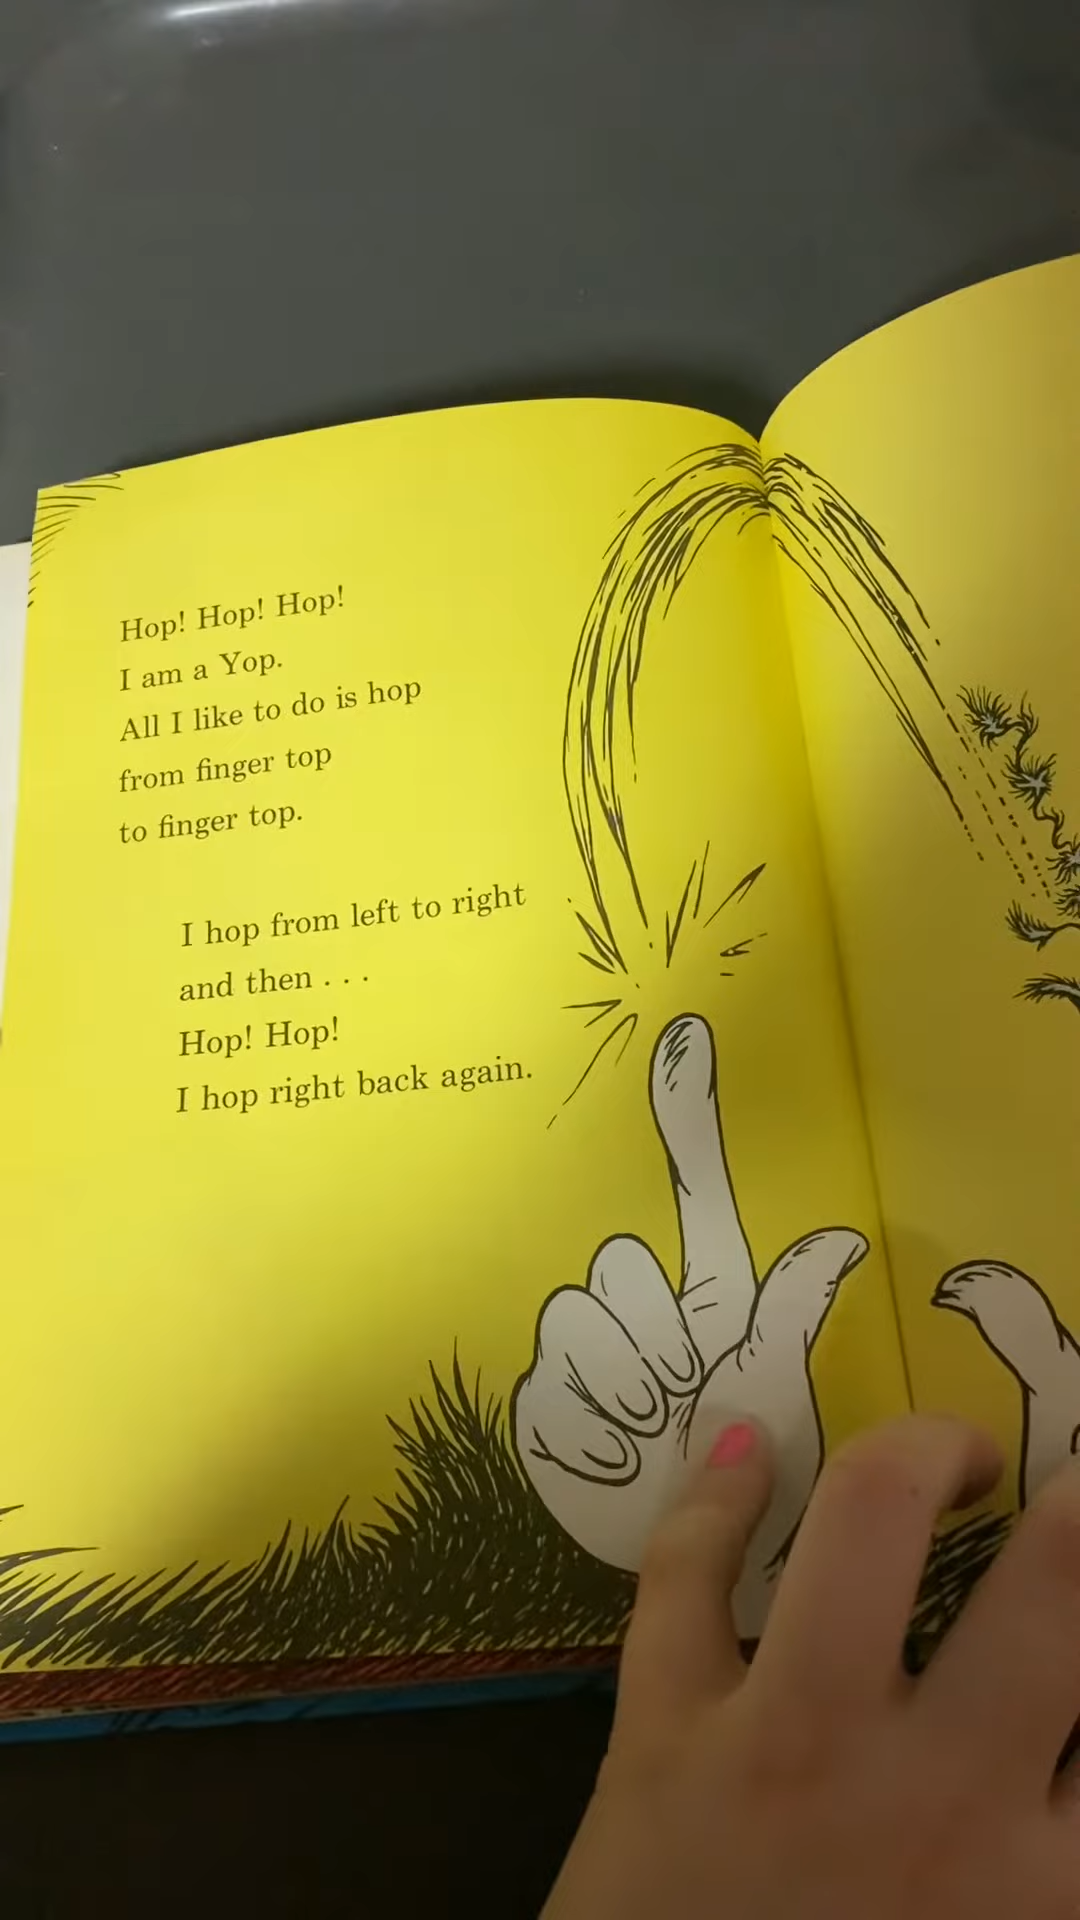 Hop! Hop! Hop!
I am a Yop.
All I like to do is hop
from finger top
to finger top.
I hop from left to right
and then . . .
Hop! Hop!
I hop right back again.